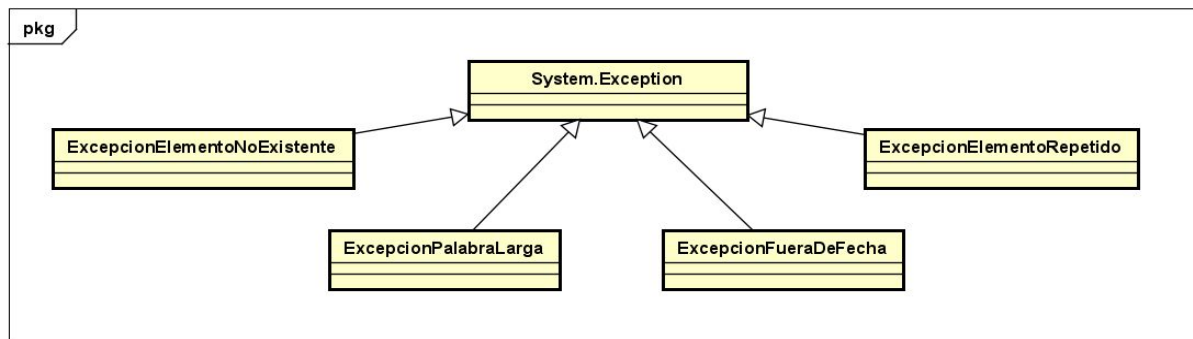 pkg
System.Exception
ExcepcionElementoNoExistente
ExcepcionElementoRepetido
ExcepcionPalabraLarga
ExcepcionFueraDeFecha